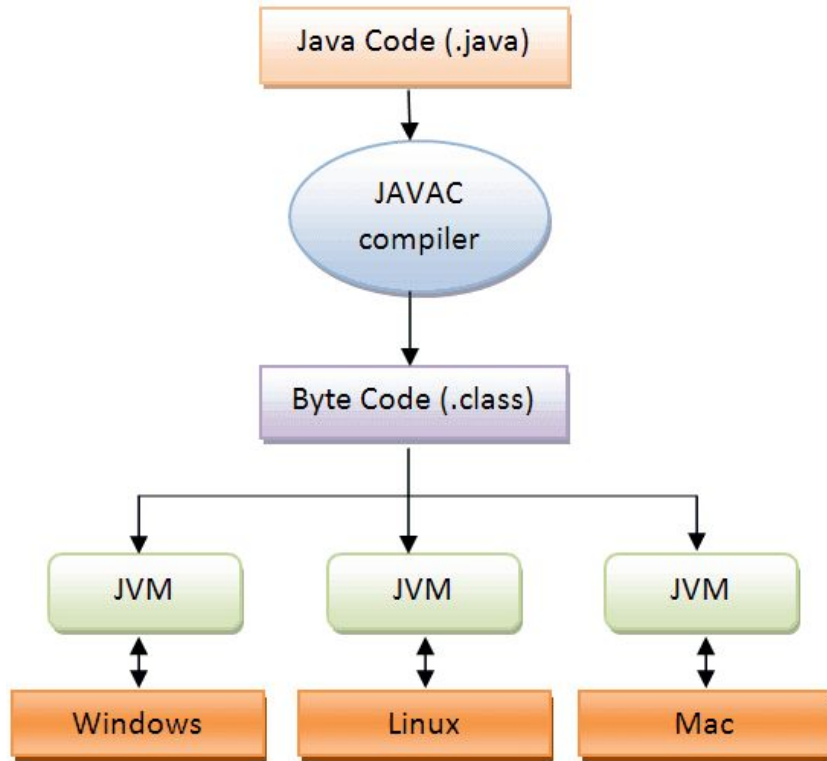 Java Code (.java)
JAVAC
compiler
Byte Code (.class)
JVM
JVM
JVM
Windows
Linux
Mac